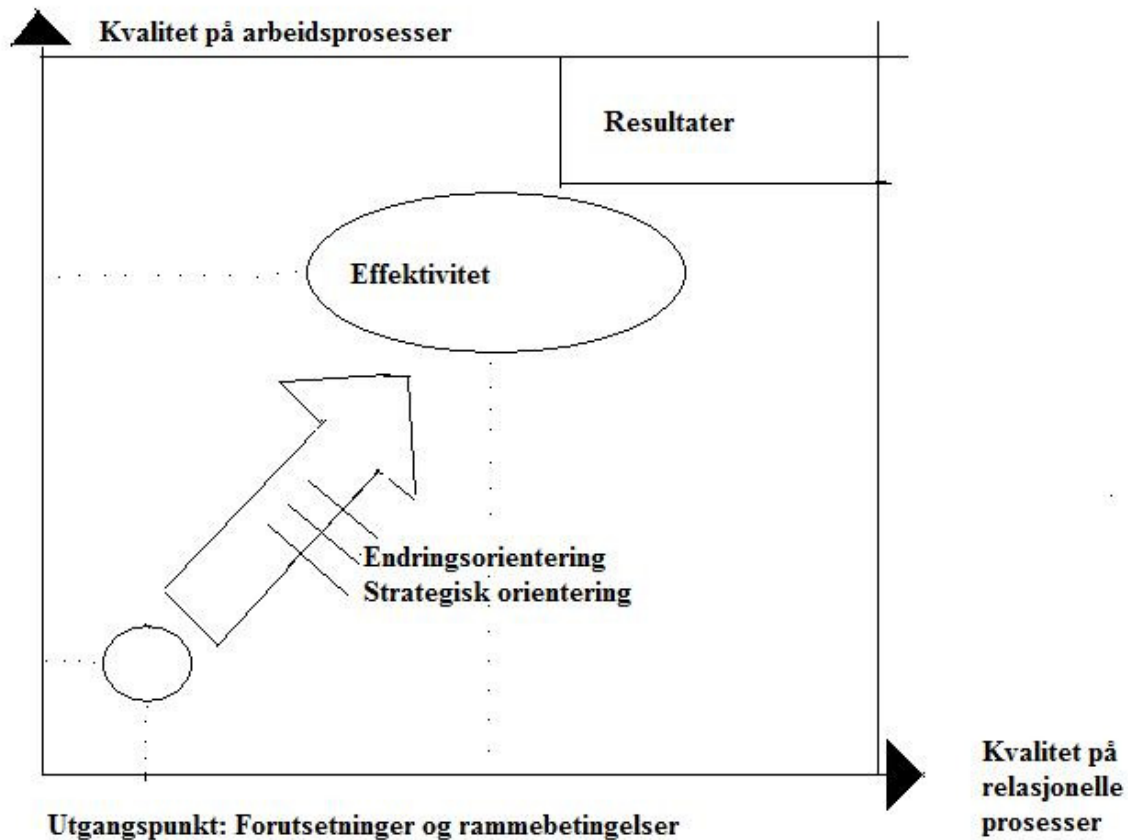 Kvalitet på arbeidsprosesser
Resultater
Effektivitet
Endringsorientering
Strategisk orientering
Kvalitet på
relasjonelle
prosesser
Utgangspunkt: Forutsetninger og rammebetingelser